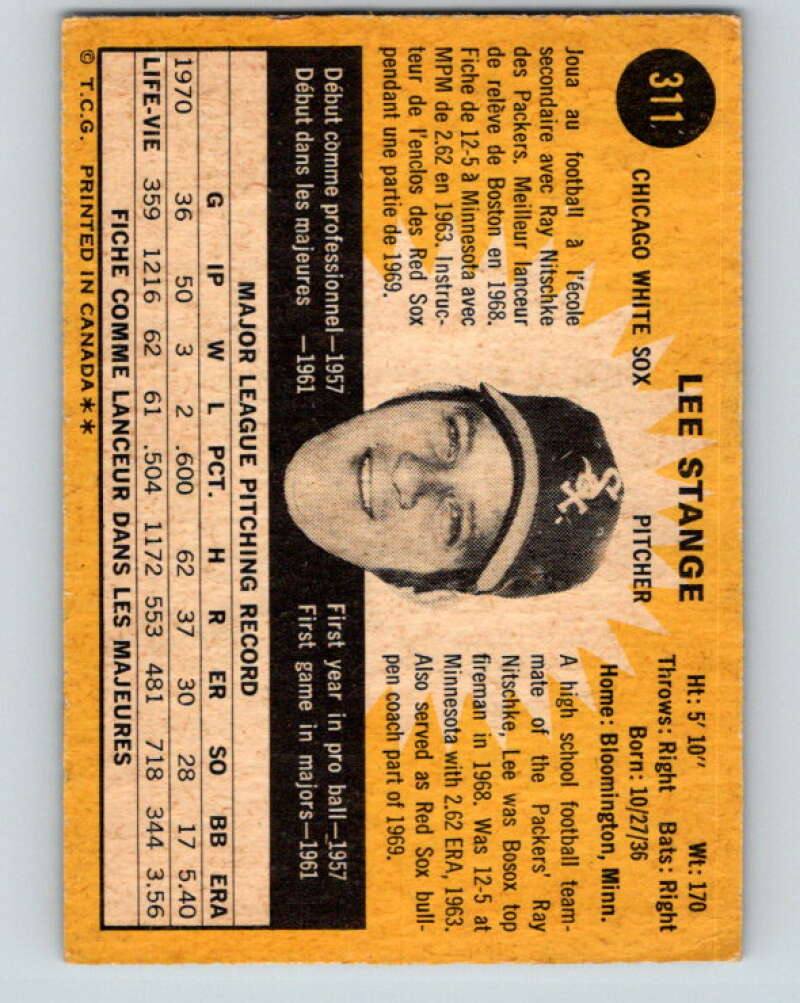 311
LEE STANGE
CHICAGO WHITE SOX
PITCHER
Ht: 5' 10" Wt: 170
Throws: Right Bats: Right
Born: 10/27/36
Home: Bloomington, Minn.
Joua au football à l'école
secondaire avec Ray Nitschke
des Packers. Meilleur lanceur
de relève de Boston en 1968.
Fiche de 12-5 à Minnesota avec
MPM de 2.62 en 1963. Instruc-
teur de l'enclos des Red Sox
pendant une partie de 1969.
A high school football team-
mate of the Packers' Ray
Nitschke, Lee was Bosox top
fireman in 1968. Was 12-5 at
Minnesota with 2.62 ERA, 1963.
Also served as Red Sox bull-
pen coach part of 1969.
Début comme professionnel—1957
Début dans les majeures —1961
First year in pro ball—1957
First game in majors—1961
MAJOR LEAGUE PITCHING RECORD
G IP W L PCT. H R ER SO BB ERA
1970 36 50 3 2 .600 62 37 30 28 17 5.40
LIFE-VIE 359 1216 62 61 .504 1172 553 481 718 344 3.56
FICHE COMME LANCEUR DANS LES MAJEURES
© T.C.G. PRINTED IN CANADA**